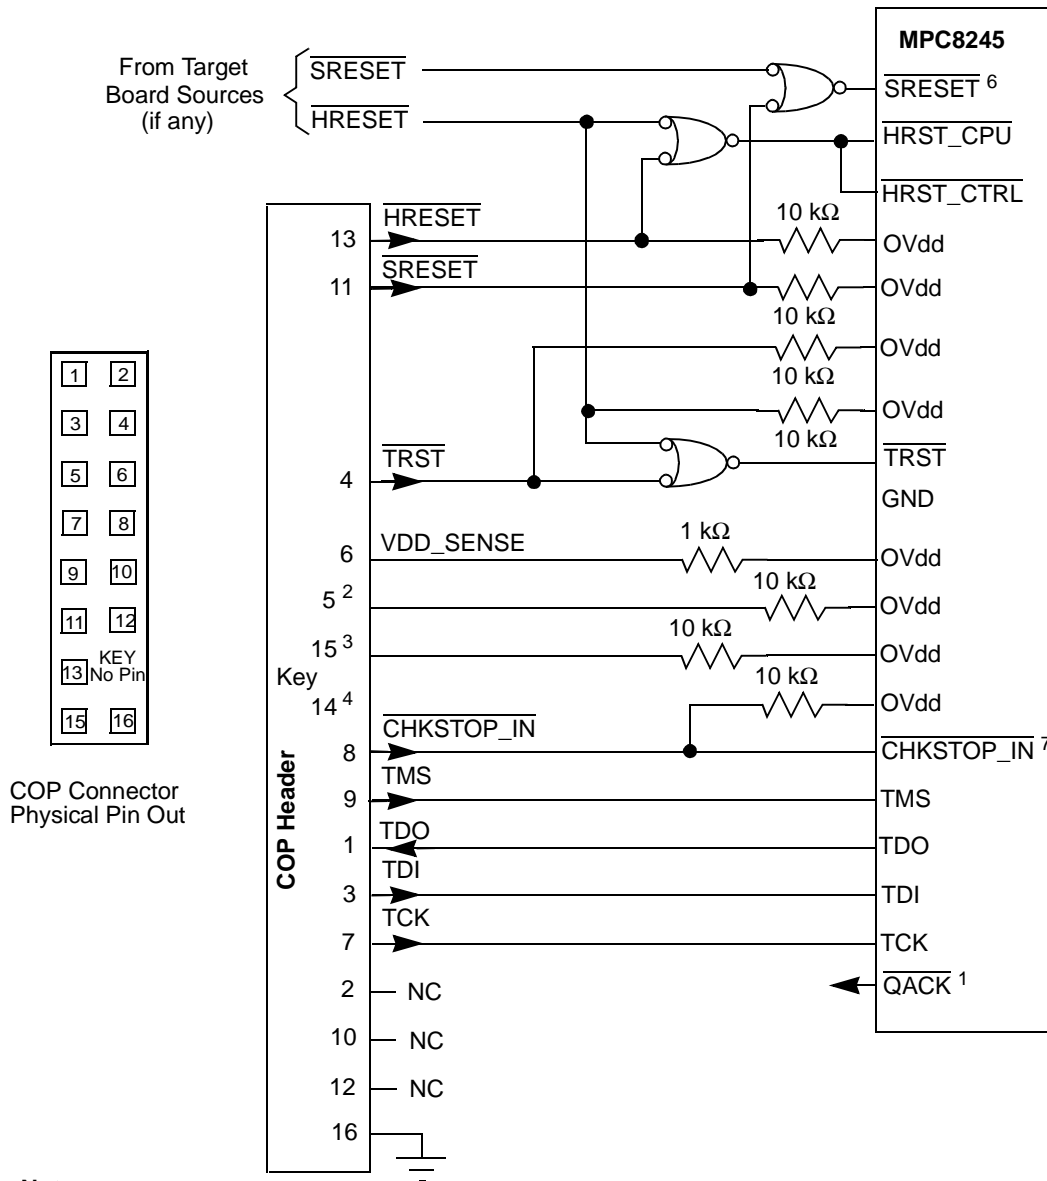 MPC8245
From Target
Board Sources
(if any)
SRESET
HRESET
SRESET 6
HRST_CPU
HRST_CTRL
HRESET
13
10 kΩ
OVdd
SRESET
11
OVdd
10 kΩ
OVdd
10 kΩ
OVdd
10 kΩ
TRST
4
TRST
GND
VDD_SENSE
6
1 kΩ
OVdd
5 2
10 kΩ
OVdd
15 3
10 kΩ
OVdd
Key
14 4
10 kΩ
OVdd
CHKSTOP_IN
8
CHKSTOP_IN 7
TMS
9
TMS
TDO
1
TDO
TDI
3
TDI
TCK
7
TCK
QACK 1
2 NC
10 NC
12 NC
16
COP Header
1 2
3 4
5 6
7 8
9 10
11 12
13 KEY
No Pin
15 16
COP Connector
Physical Pin Out